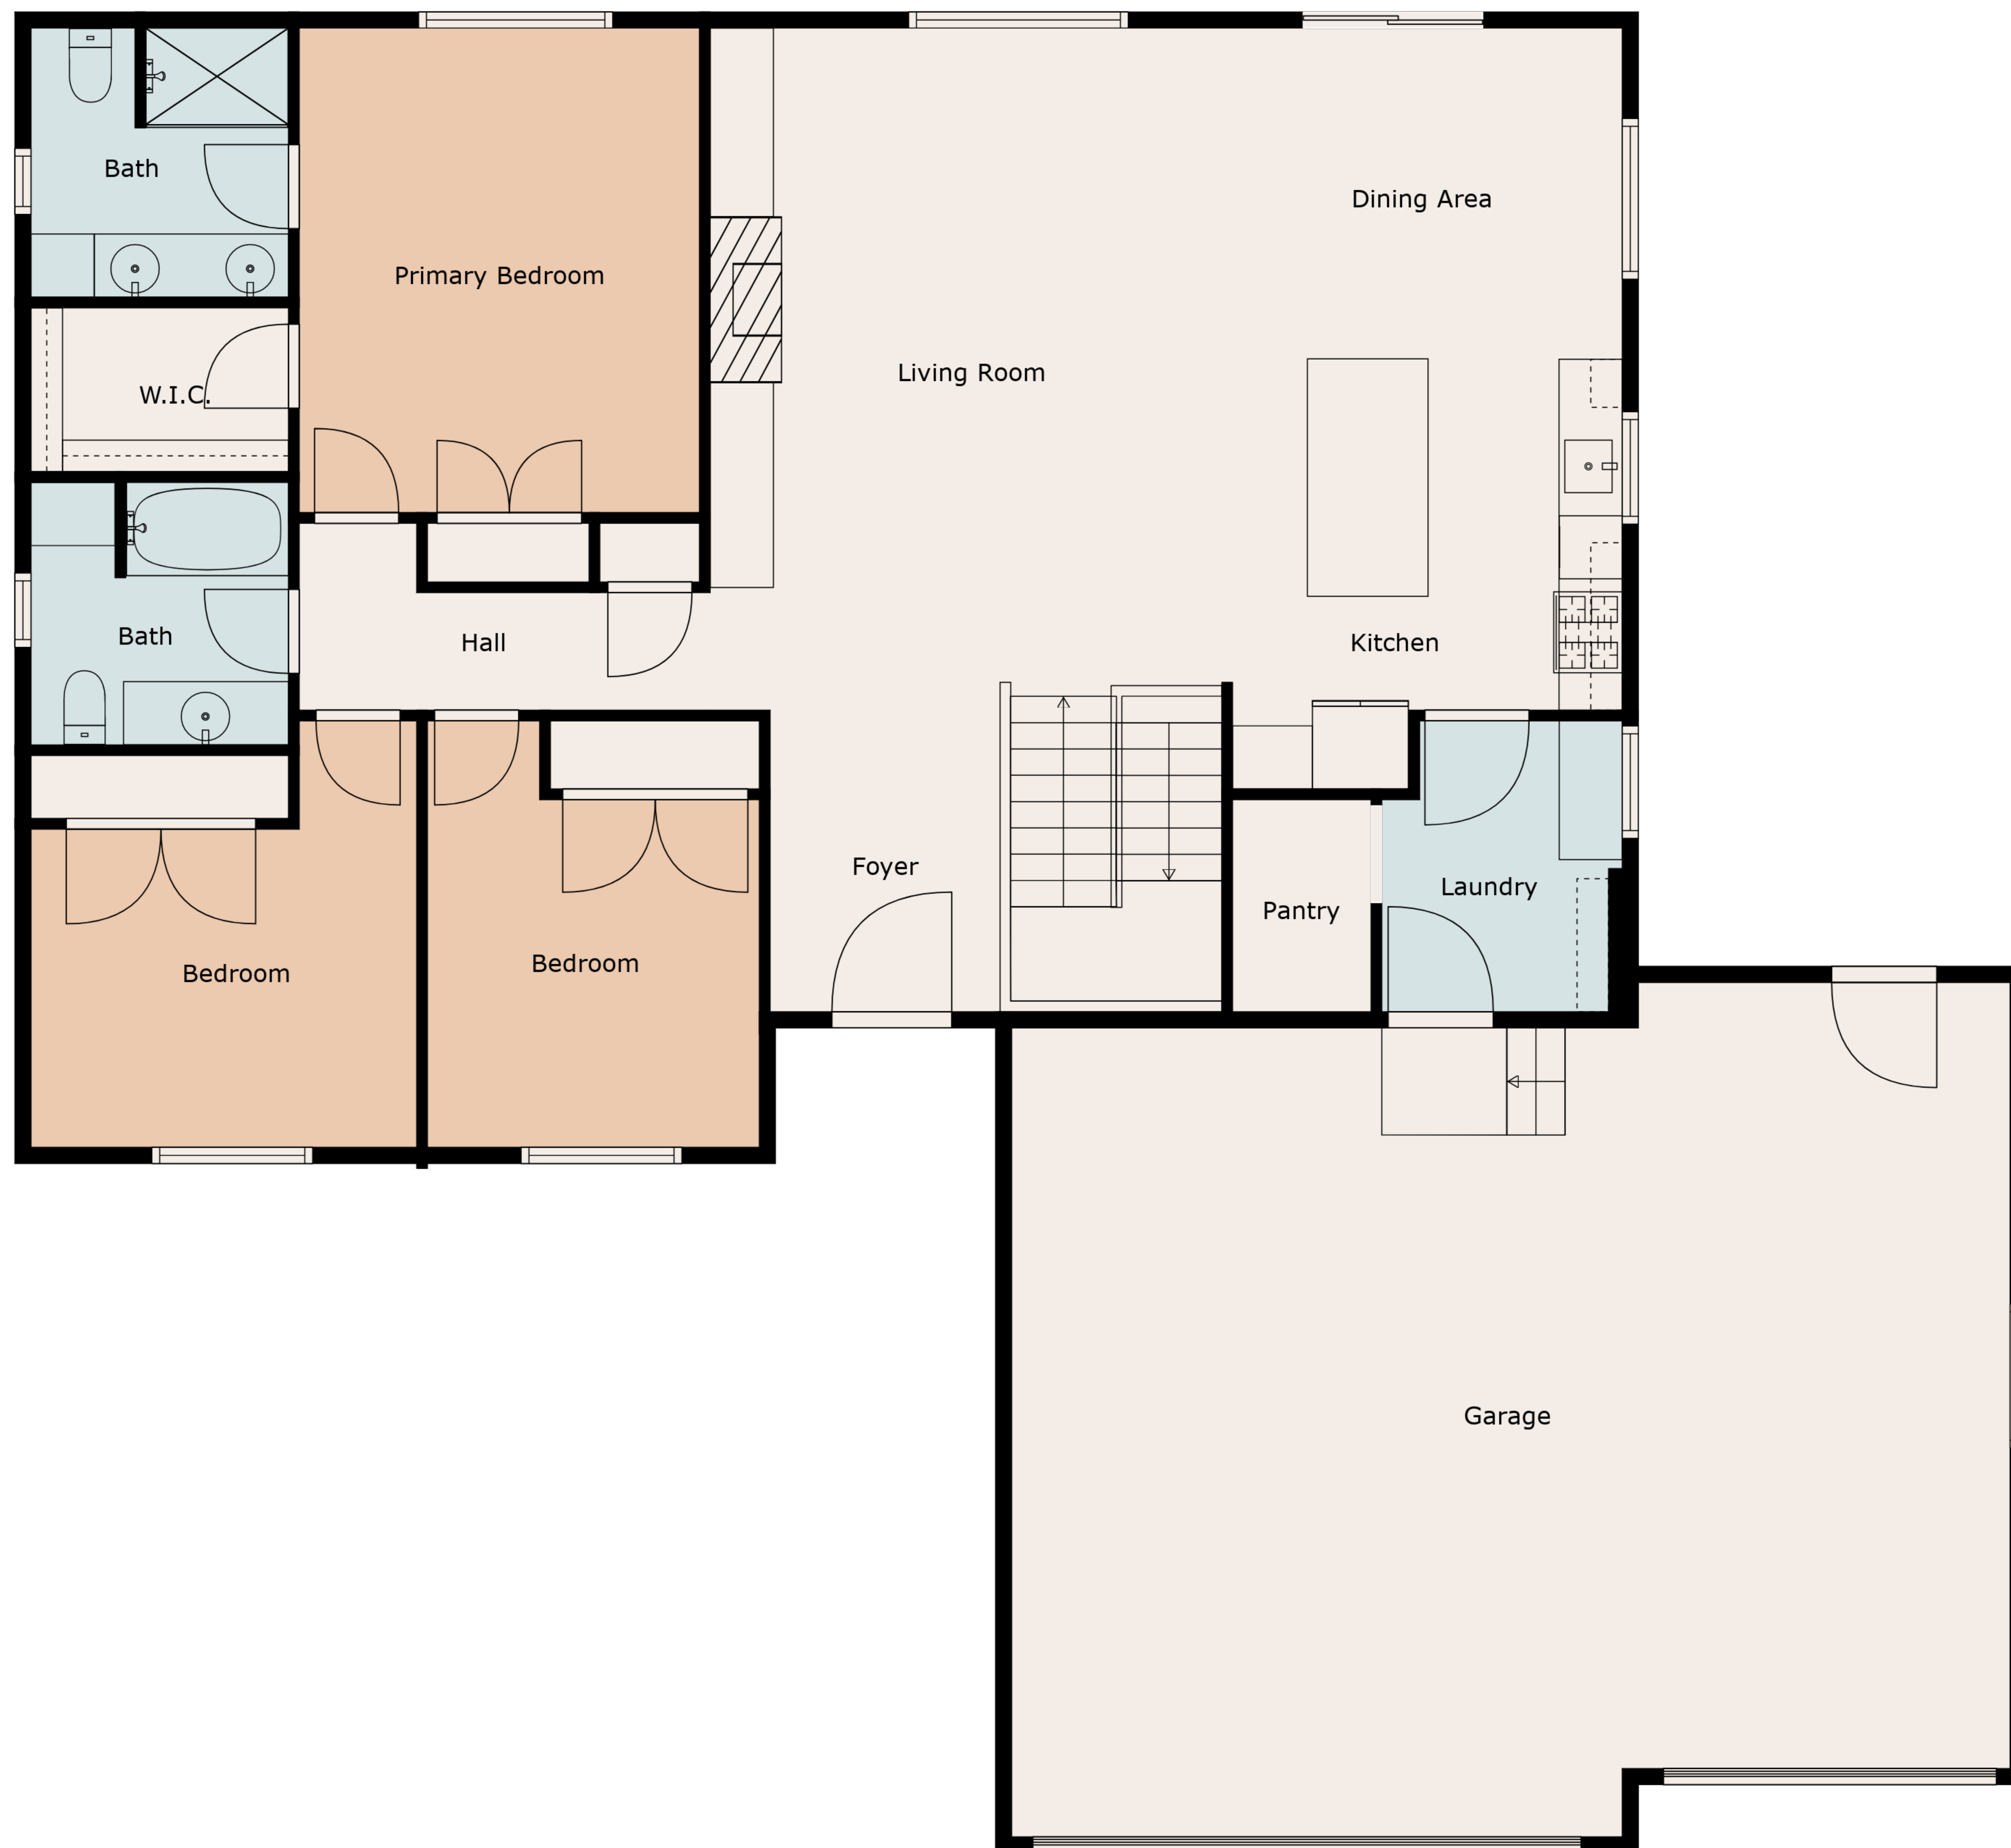 Bath
Dining Area
Primary Bedroom
Living Room
W.I.C.
Bath
Hall
Kitchen
Foyer
Laundry
Pantry
Bedroom
Bedroom
Garage